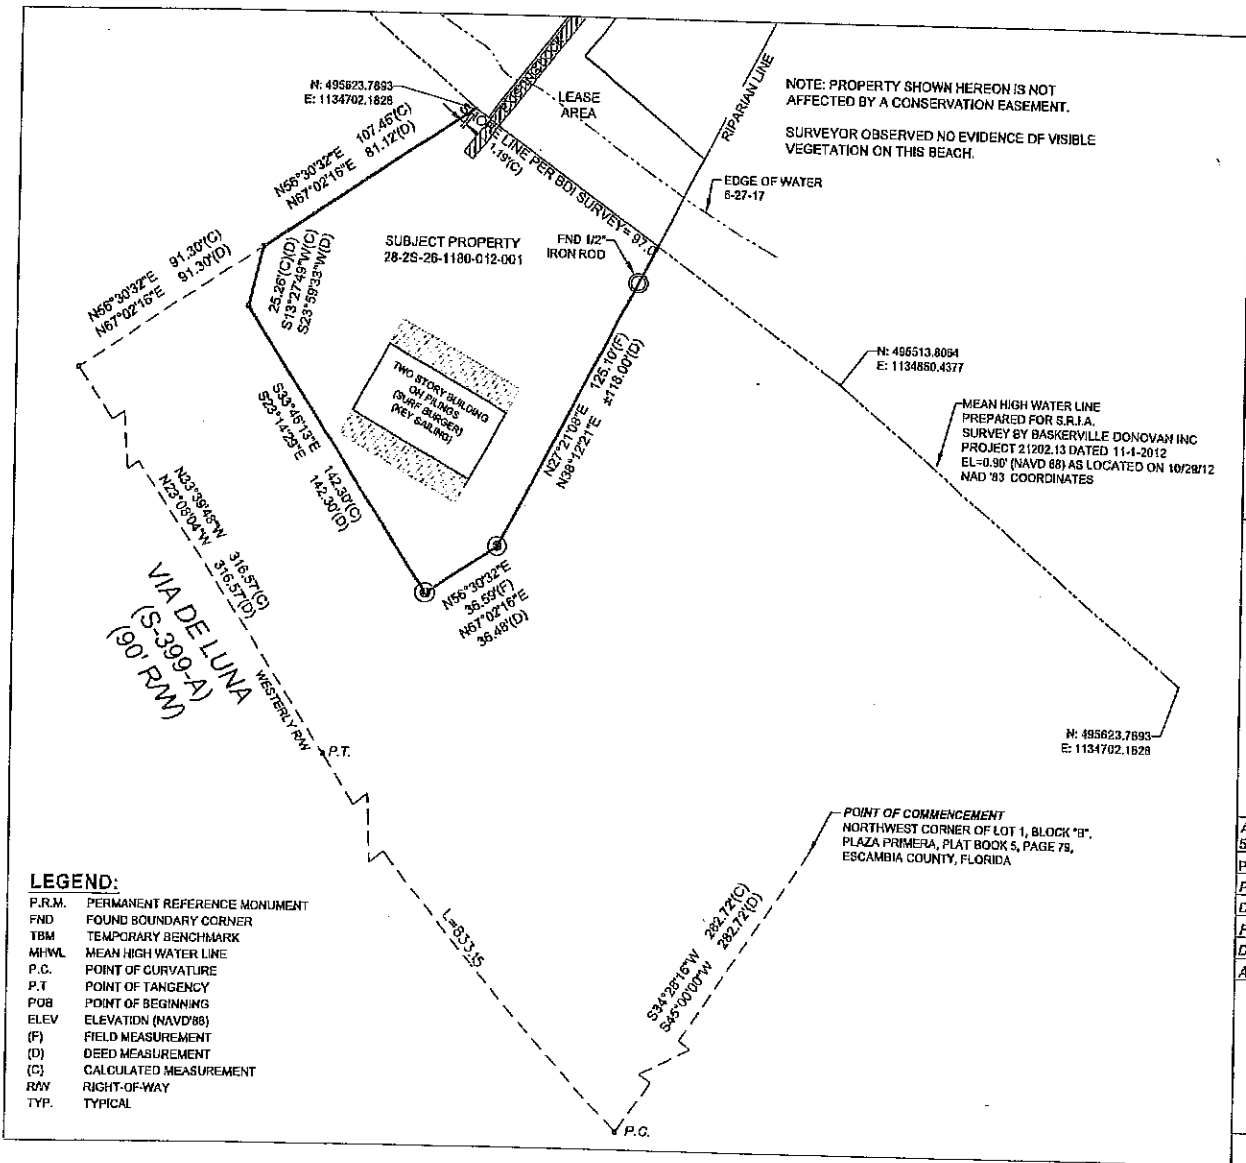 N: 495623.7693
E: 1134702.1628
LEASE
AREA
RIPARIAN LINE
NOTE: PROPERTY SHOWN HEREON IS NOT
AFFECTED BY A CONSERVATION EASEMENT.
SURVEYOR OBSERVED NO EVIDENCE OF VISIBLE
VEGETATION ON THIS BEACH.
N56°30'32"E 107.45'(C)
N67°02'16"E 81.12'(D)
LINE PER BDI SURVEY= 97.0
1.19'(C)
EDGE OF WATER
6-27-17
SUBJECT PROPERTY
28-2S-26-1180-012-001
FND 1/2"
IRON ROD
N56°30'32"E 91.30'(C)
N67°02'16"E 91.30'(D)
25.26'(C)(D)
S13°27'49"W(C)
S23°59'33"W(D)
TWO STORY BUILDING
ON PILINGS
(SURF BURGER)
(KEY SAILING)
N27°21'08"E 125.10'(F)
N38°12'21"E ±118.00'(D)
N: 495513.8064
E: 1134850.4377
MEAN HIGH WATER LINE
PREPARED FOR S.R.I.A.
SURVEY BY BASKERVILLE DONOVAN INC
PROJECT 21202.13 DATED 11-1-2012
EL=0.90' (NAVD 88) AS LOCATED ON 10/29/12
NAD '83 COORDINATES
S33°46'13"E 142.30'(C)
S23°14'29"E 142.30'(D)
N33°39'48"W 316.57'(C)
N23°08'04"W 316.57'(D)
N56°30'32"E
36.59'(F)
N67°02'16"E
36.48'(D)
VIA DE LUNA
(S-399-A)
(90' R/W)
WESTERLY R/W
P.T.
N: 495623.7693
E: 1134702.1628
POINT OF COMMENCEMENT
NORTHWEST CORNER OF LOT 1, BLOCK "B",
PLAZA PRIMERA, PLAT BOOK 5, PAGE 79,
ESCAMBIA COUNTY, FLORIDA
L=833.15
S34°28'16"W 282.72'(C)
S45°00'00"W 282.72'(D)
P.C.
LEGEND:
P.R.M. PERMANENT REFERENCE MONUMENT
FND FOUND BOUNDARY CORNER
TBM TEMPORARY BENCHMARK
MHWL MEAN HIGH WATER LINE
P.C. POINT OF CURVATURE
P.T POINT OF TANGENCY
POB POINT OF BEGINNING
ELEV ELEVATION (NAVD'88)
(F) FIELD MEASUREMENT
(D) DEED MEASUREMENT
(C) CALCULATED MEASUREMENT
R/W RIGHT-OF-WAY
TYP. TYPICAL